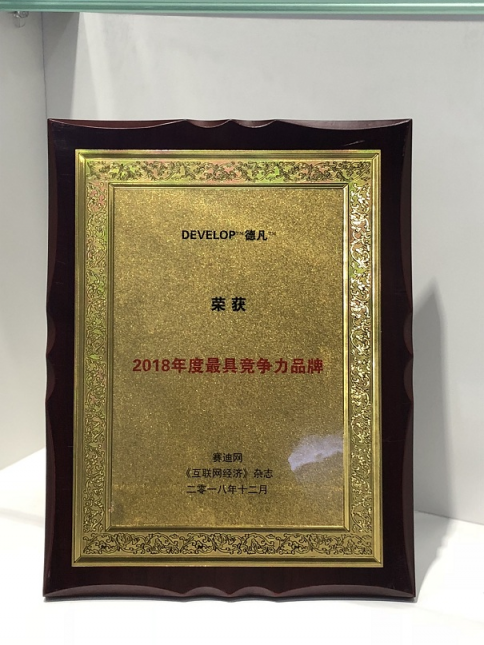 DEVELOP™德凡™
荣获
2018年度最具竞争力品牌
赛迪网
《互联网经济》杂志
二零一八年十二月